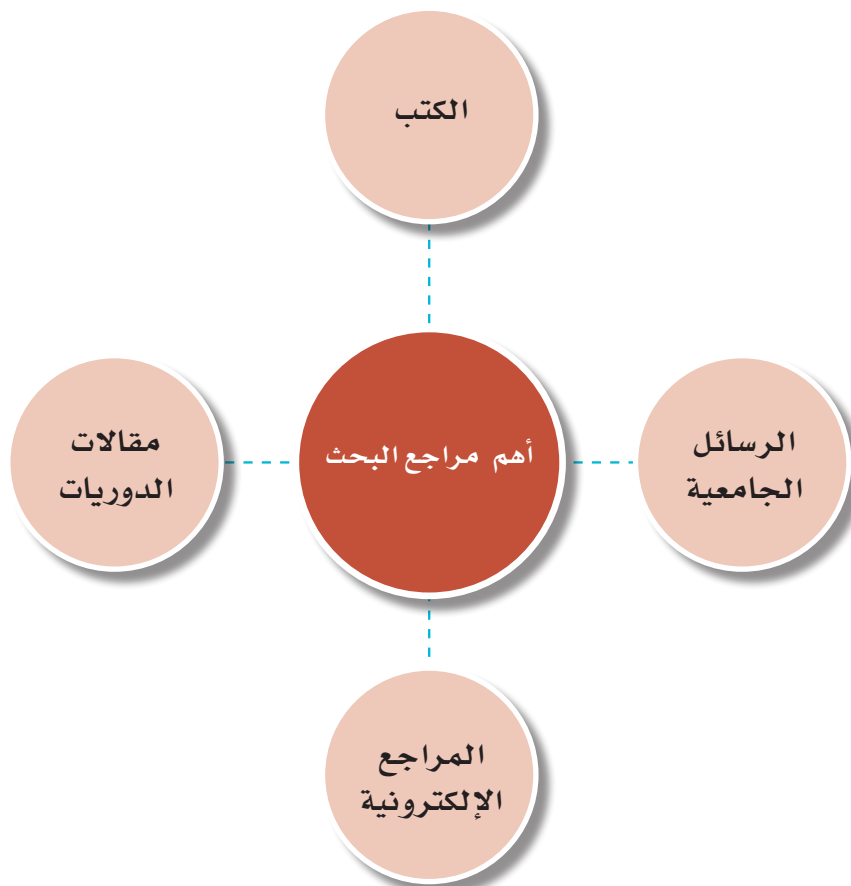 الكتب
أهم مراجع البحث
الرسائل
الجامعية
مقالات
الدوريات
المراجع
الإلكترونية